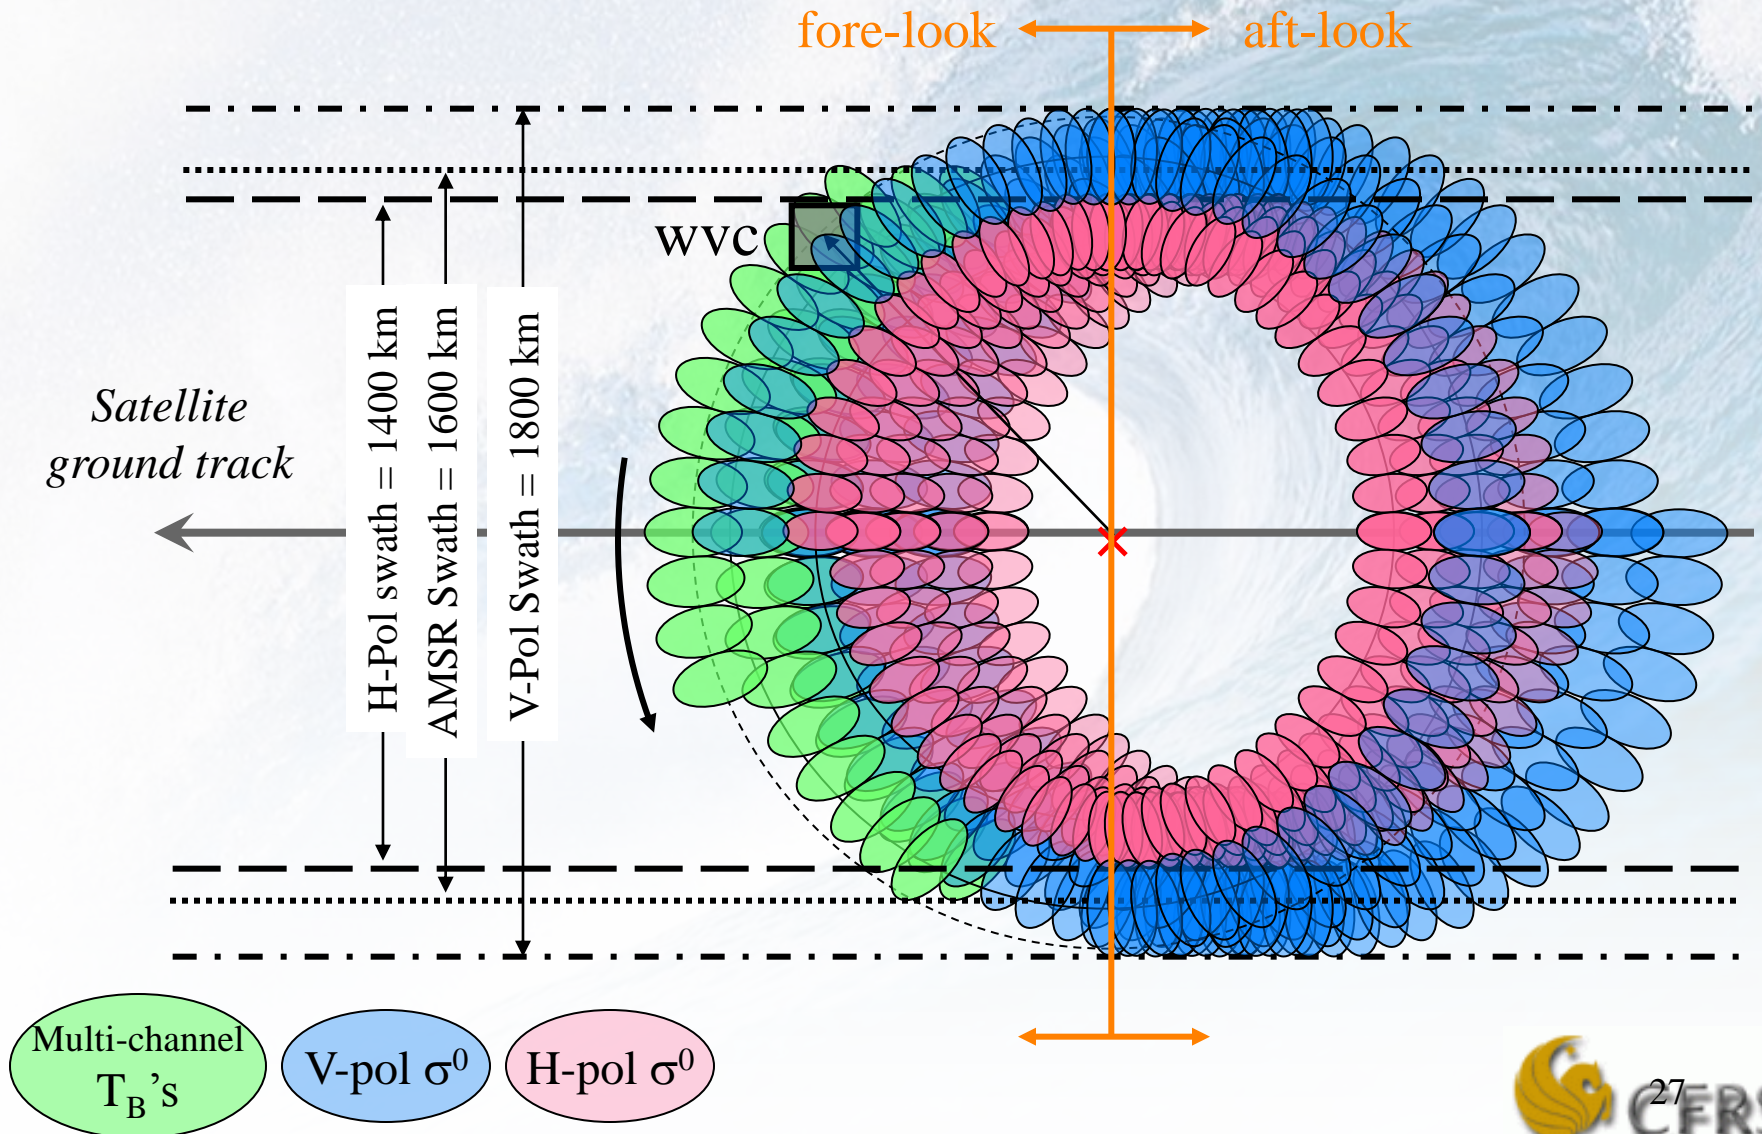 fore-look
aft-look
wvc
Satellite
ground track
H-Pol swath = 1400 km
AMSR Swath = 1600 km
V-Pol Swath = 1800 km
Multi-channel
T_B's
V-pol σ⁰
H-pol σ⁰
27